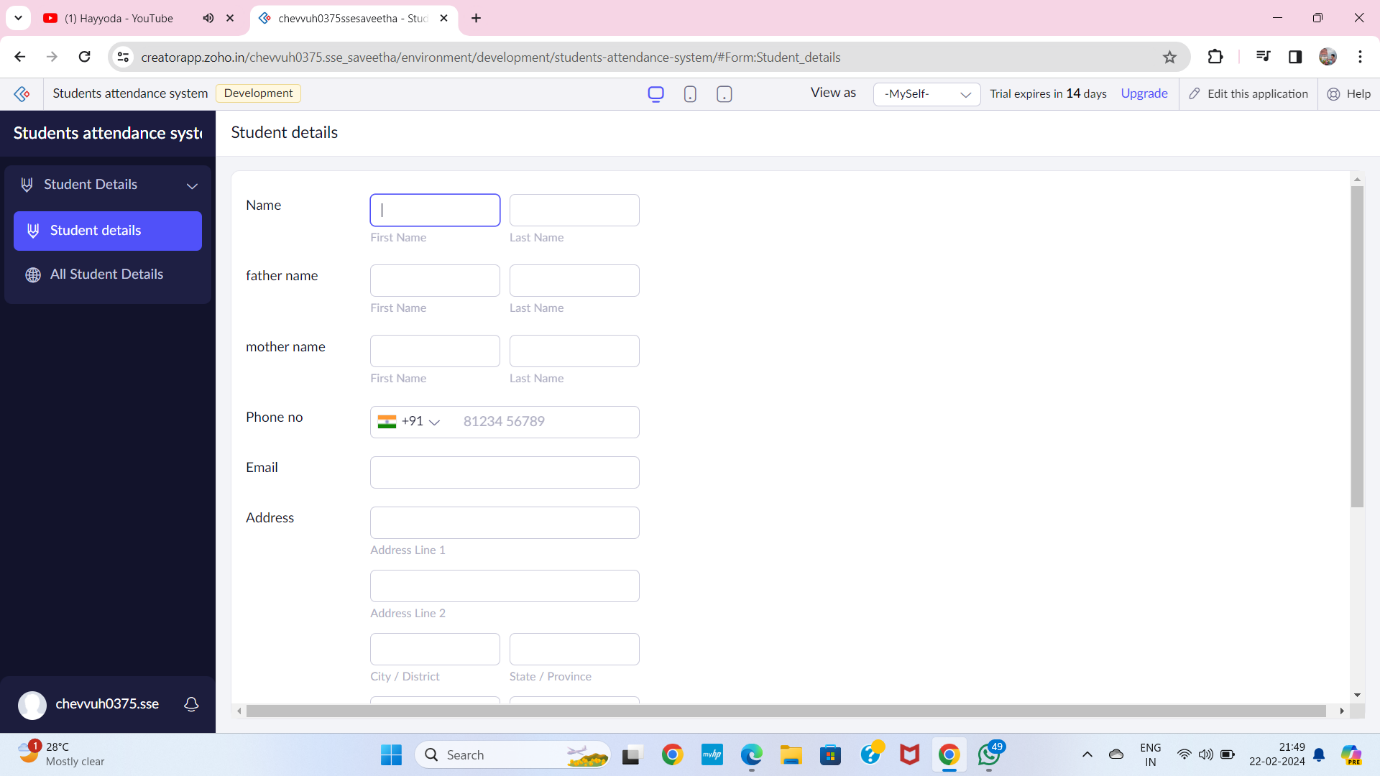 (1) Hayyoda - YouTube
chevvuh0375ssesaveetha - Stud
creatorapp.zoho.in/chevvuh0375.sse_saveetha/environment/development/students-attendance-system/#Form:Student_details
Students attendance system Development View as -MySelf- Trial expires in 14 days Upgrade Edit this application Help
Students attendance syst
Student details
Student Details
Student details
All Student Details
Name
First Name Last Name
father name
First Name Last Name
mother name
First Name Last Name
Phone no +91 81234 56789
Email
Address
Address Line 1
Address Line 2
City / District State / Province
chevvuh0375.sse
1 28°C
Mostly clear
Search
myhp
49
ENG
IN
21:49
22-02-2024
PRE